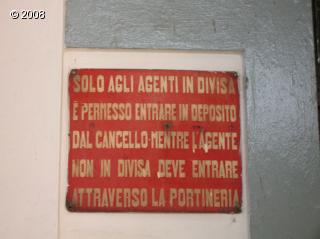 © 2008
SOLO AGLI AGENTI IN DIVISA
È PERMESSO ENTRARE IN DEPOSITO
DAL CANCELLO-MENTRE L'AGENTE
NON IN DIVISA DEVE ENTRARE
ATTRAVERSO LA PORTINERIA